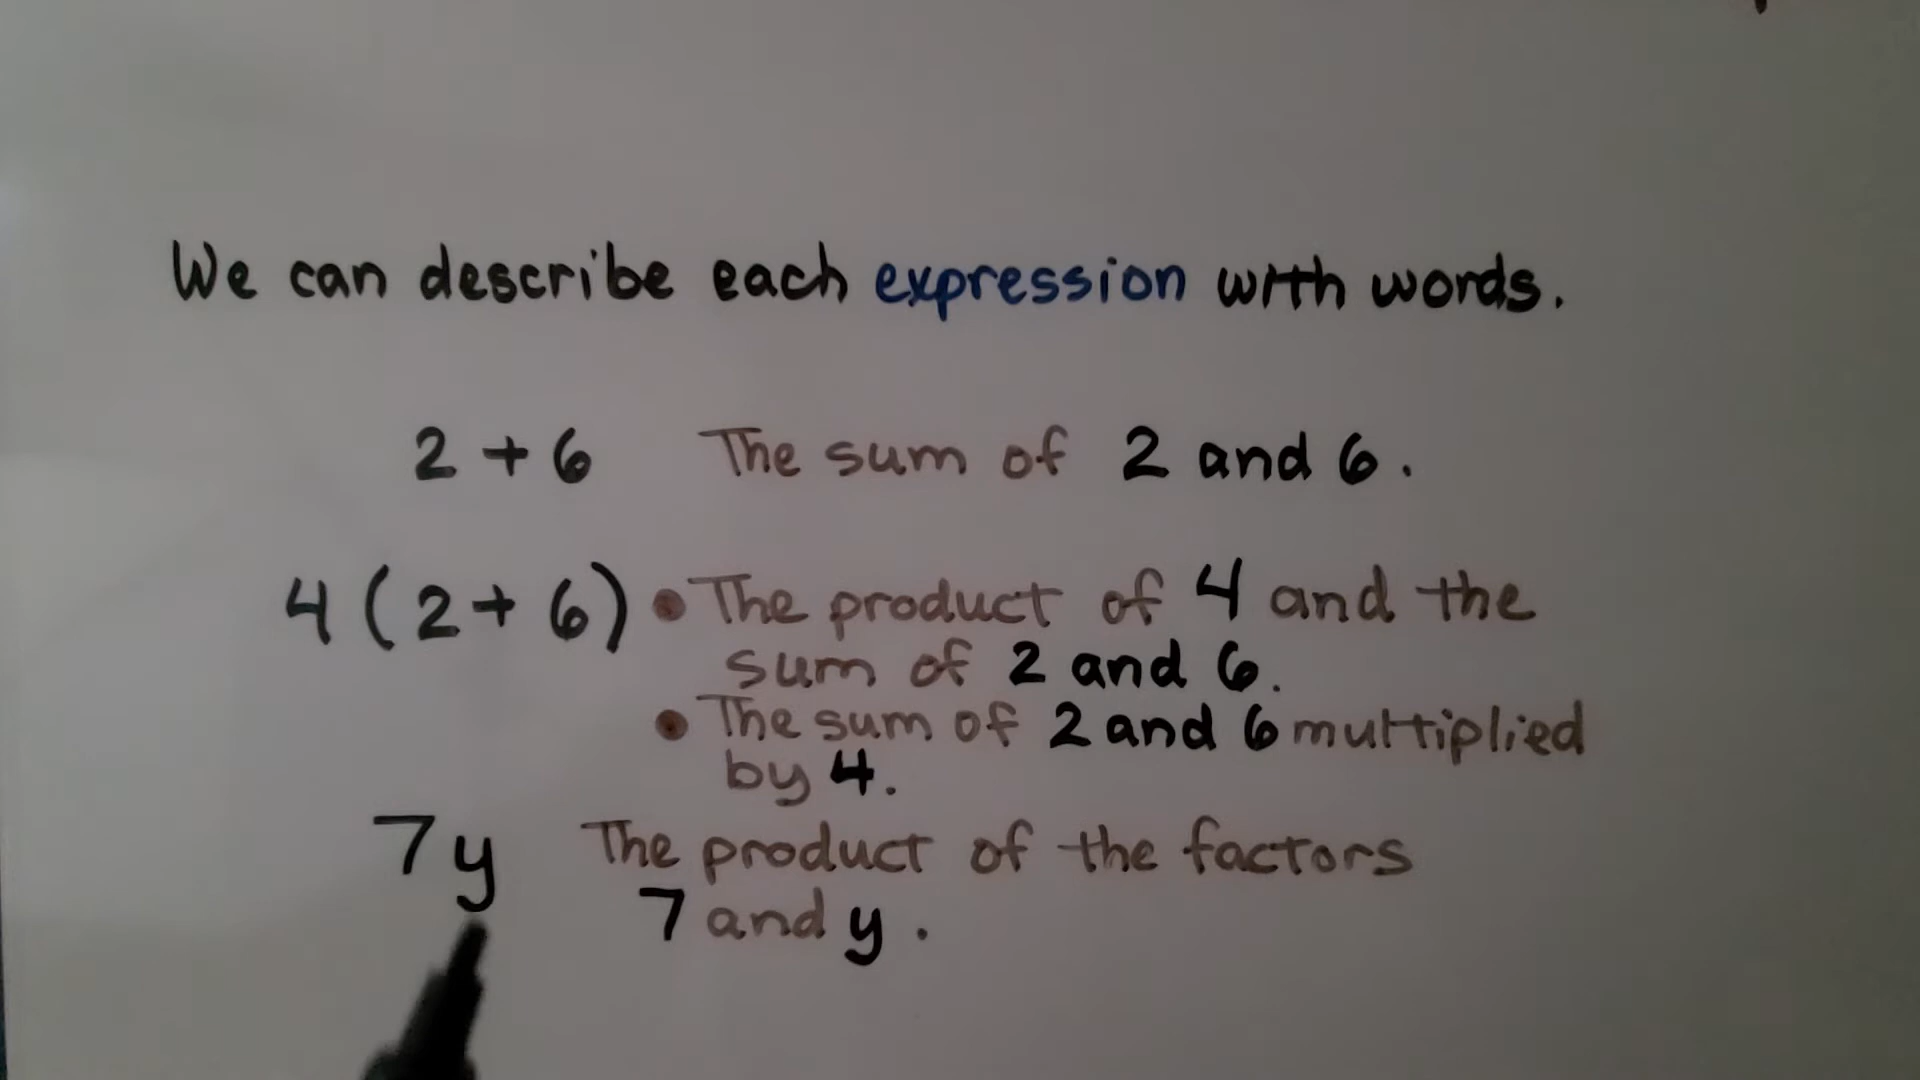 We can describe each expression with words.
2 + 6 The sum of 2 and 6.
4 (2 + 6) • The product of 4 and the
sum of 2 and 6.
• The sum of 2 and 6 multiplied
by 4.
7y The product of the factors
7 and y.